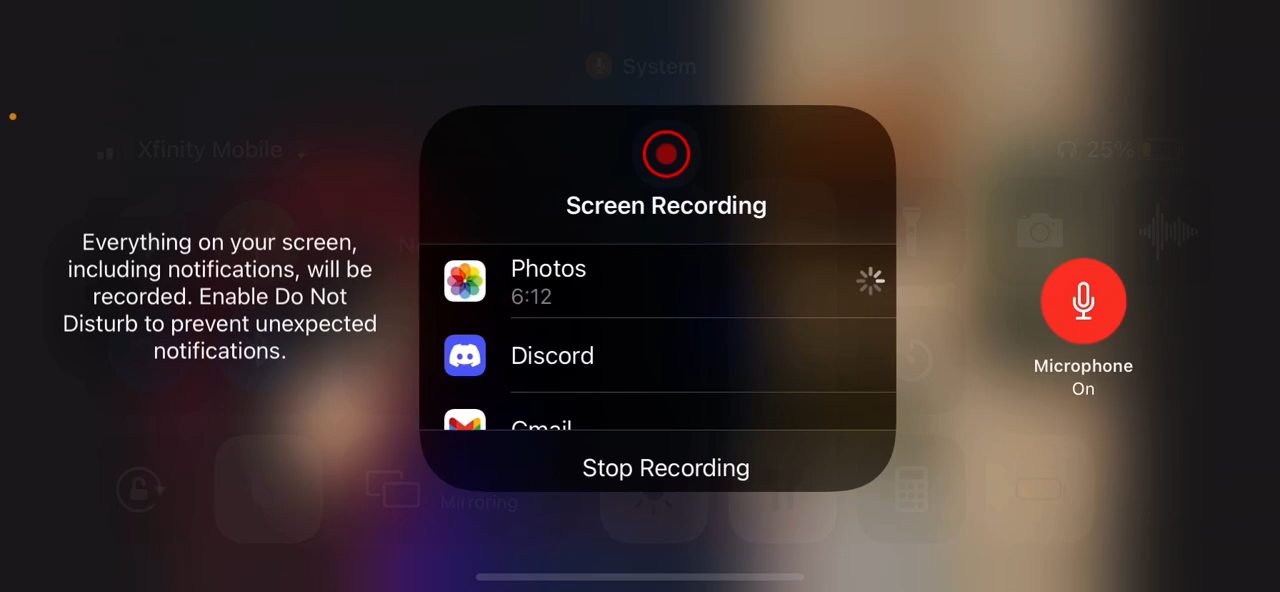 System
Xfinity Mobile
25%
Everything on your screen,
including notifications, will be
recorded. Enable Do Not
Disturb to prevent unexpected
notifications.
Screen Recording
Photos
6:12
Discord
Gmail
Stop Recording
Microphone
On
Mirroring